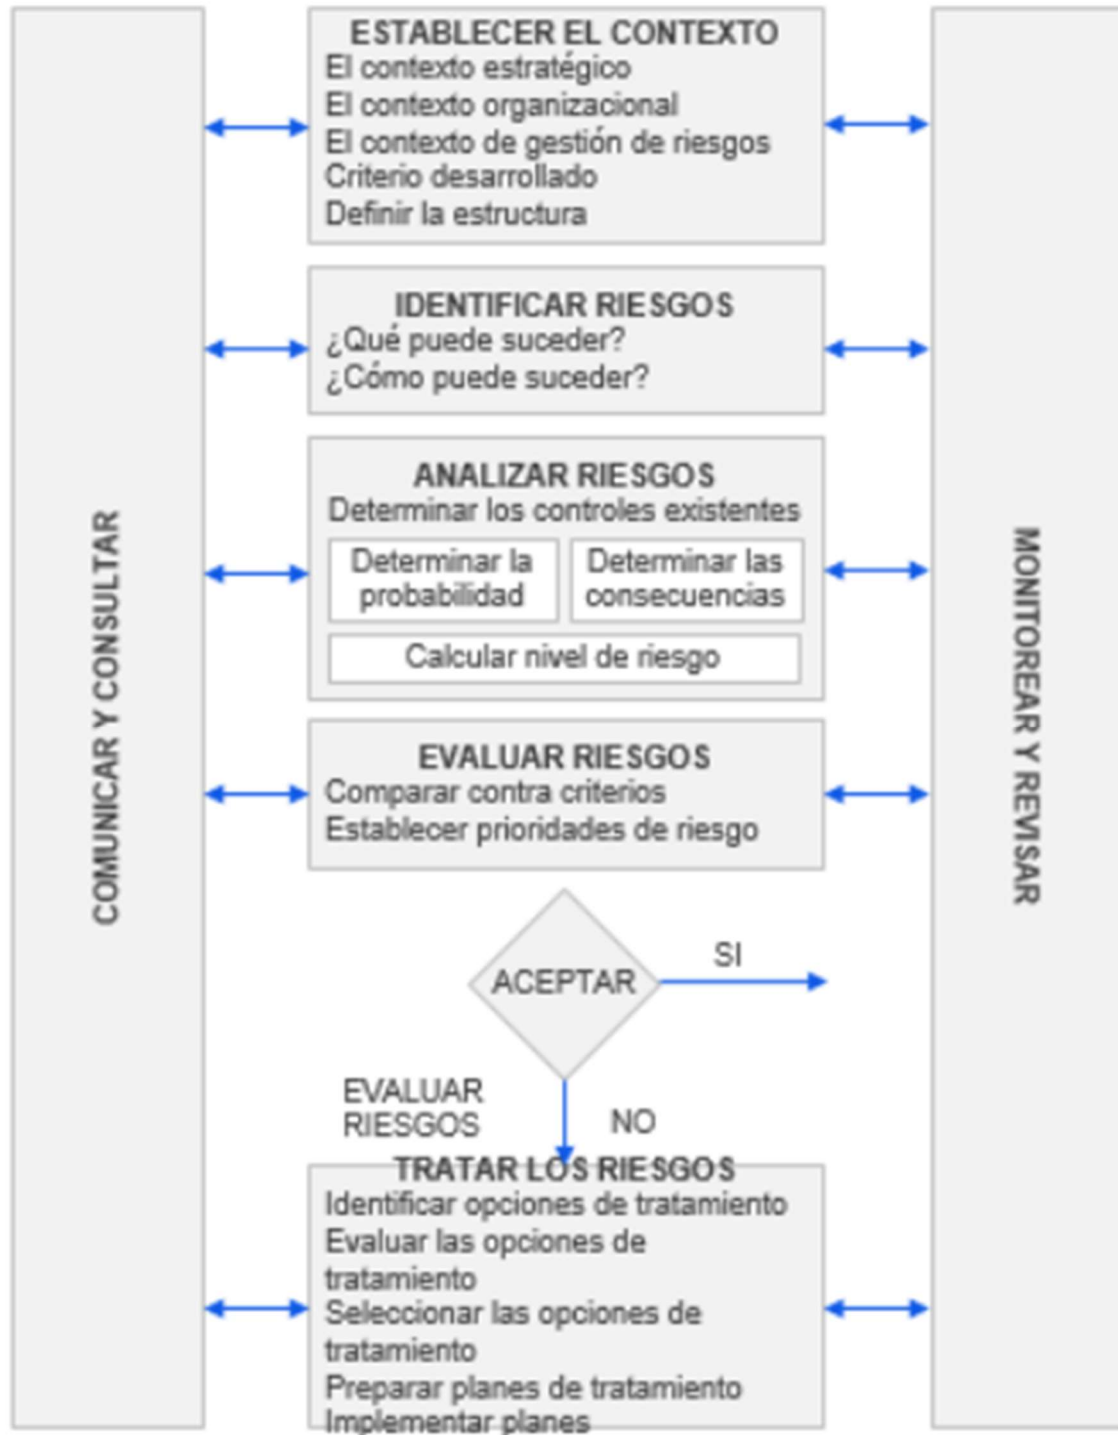 COMUNICAR Y CONSULTAR
ESTABLECER EL CONTEXTO
El contexto estratégico
El contexto organizacional
El contexto de gestión de riesgos
Criterio desarrollado
Definir la estructura
IDENTIFICAR RIESGOS
¿Qué puede suceder?
¿Cómo puede suceder?
ANALIZAR RIESGOS
Determinar los controles existentes
Determinar la
probabilidad
Determinar las
consecuencias
Calcular nivel de riesgo
EVALUAR RIESGOS
Comparar contra criterios
Establecer prioridades de riesgo
ACEPTAR
SI
EVALUAR
RIESGOS
NO
TRATAR LOS RIESGOS
Identificar opciones de tratamiento
Evaluar las opciones de
tratamiento
Seleccionar las opciones de
tratamiento
Preparar planes de tratamiento
Implementar planes
MONITOREAR Y REVISAR